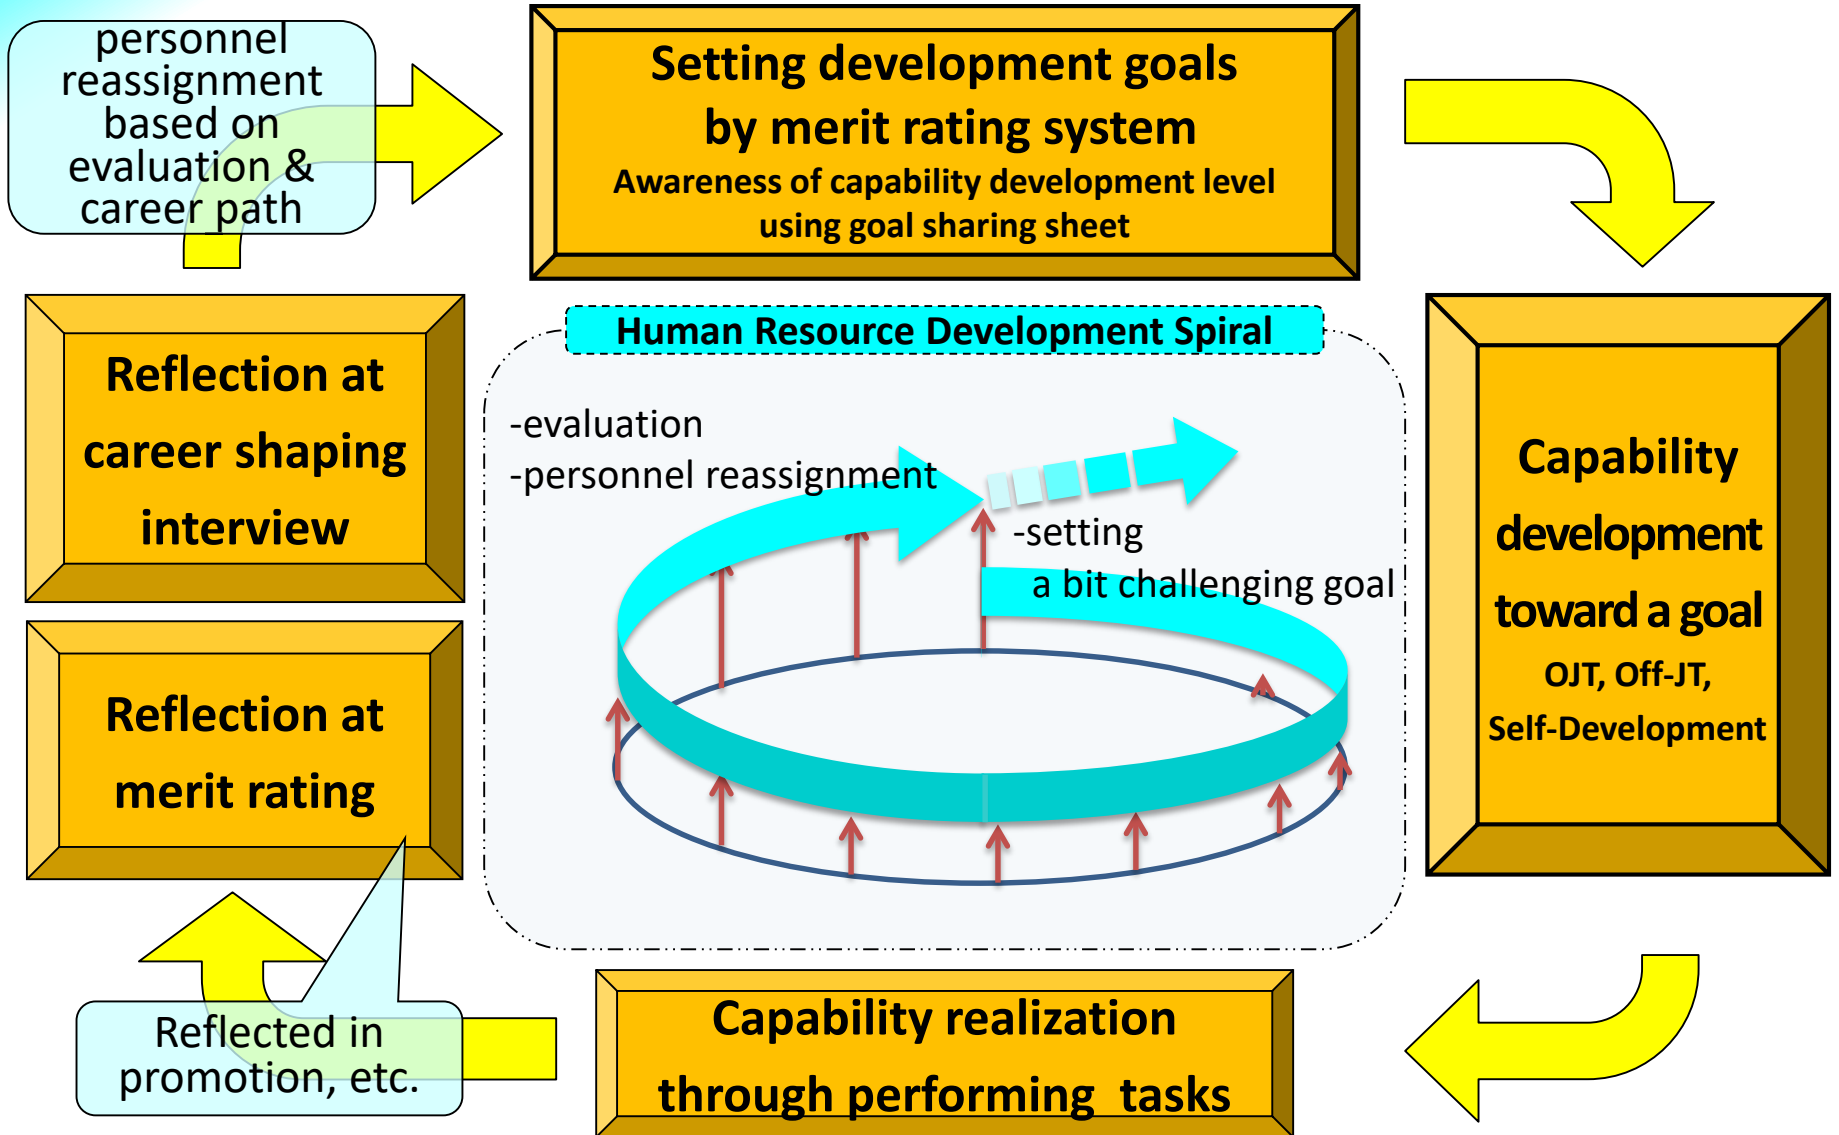 personnel
reassignment
based on
evaluation &
career path
Setting development goals
by merit rating system
Awareness of capability development level
using goal sharing sheet
Human Resource Development Spiral
-evaluation
-personnel reassignment
-setting
a bit challenging goal
Reflection at
career shaping
interview
Reflection at
merit rating
Capability
development
toward a goal
OJT, Off-JT,
Self-Development
Reflected in
promotion, etc.
Capability realization
through performing tasks